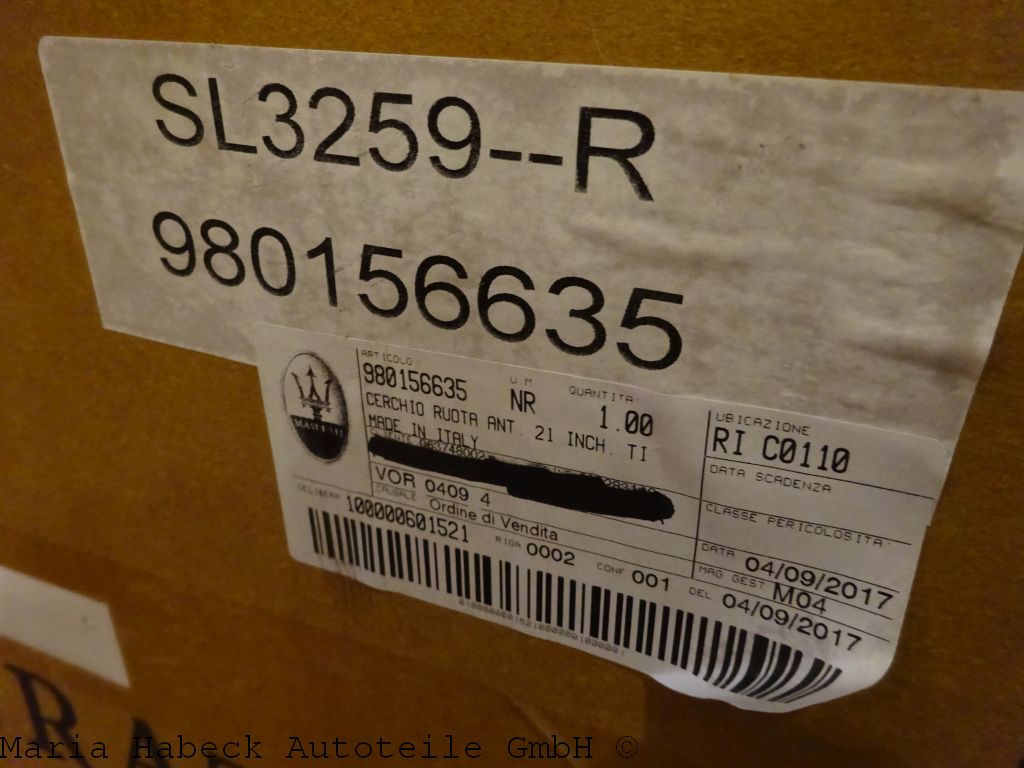 SL3259--R
980156635
MASERATI
ARTICOLO
980156635
U.M
NR
QUANTITA
1.00
CERCHIO RUOTA ANT. 21 INCH. TI
MADE IN ITALY
VOR 0409 4
CAUSALE Ordine di Vendita
UBICAZIONE
RI C0110
DATA SCADENZA
CLASSE PERICOLOSITA'
DATA 04/09/2017
MAG GEST M04
DEL 04/09/2017
100000601521
RIGA 0002
CONF 001
Maria Habeck Autoteile GmbH ©